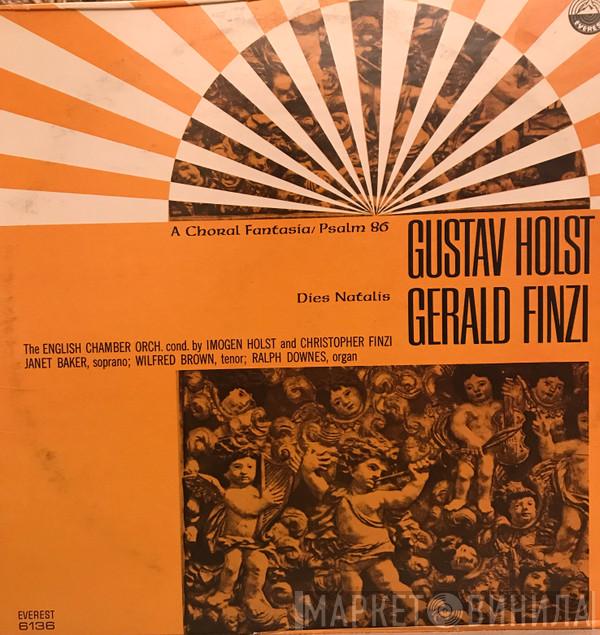 EVEREST
A Choral Fantasia/Psalm 86
GUSTAV HOLST
Dies Natalis
GERALD FINZI
The ENGLISH CHAMBER ORCH. cond. by IMOGEN HOLST and CHRISTOPHER FINZI
JANET BAKER, soprano; WILFRED BROWN, tenor; RALPH DOWNES, organ
EVEREST
6136
МАРКЕТ ВИНИЛА